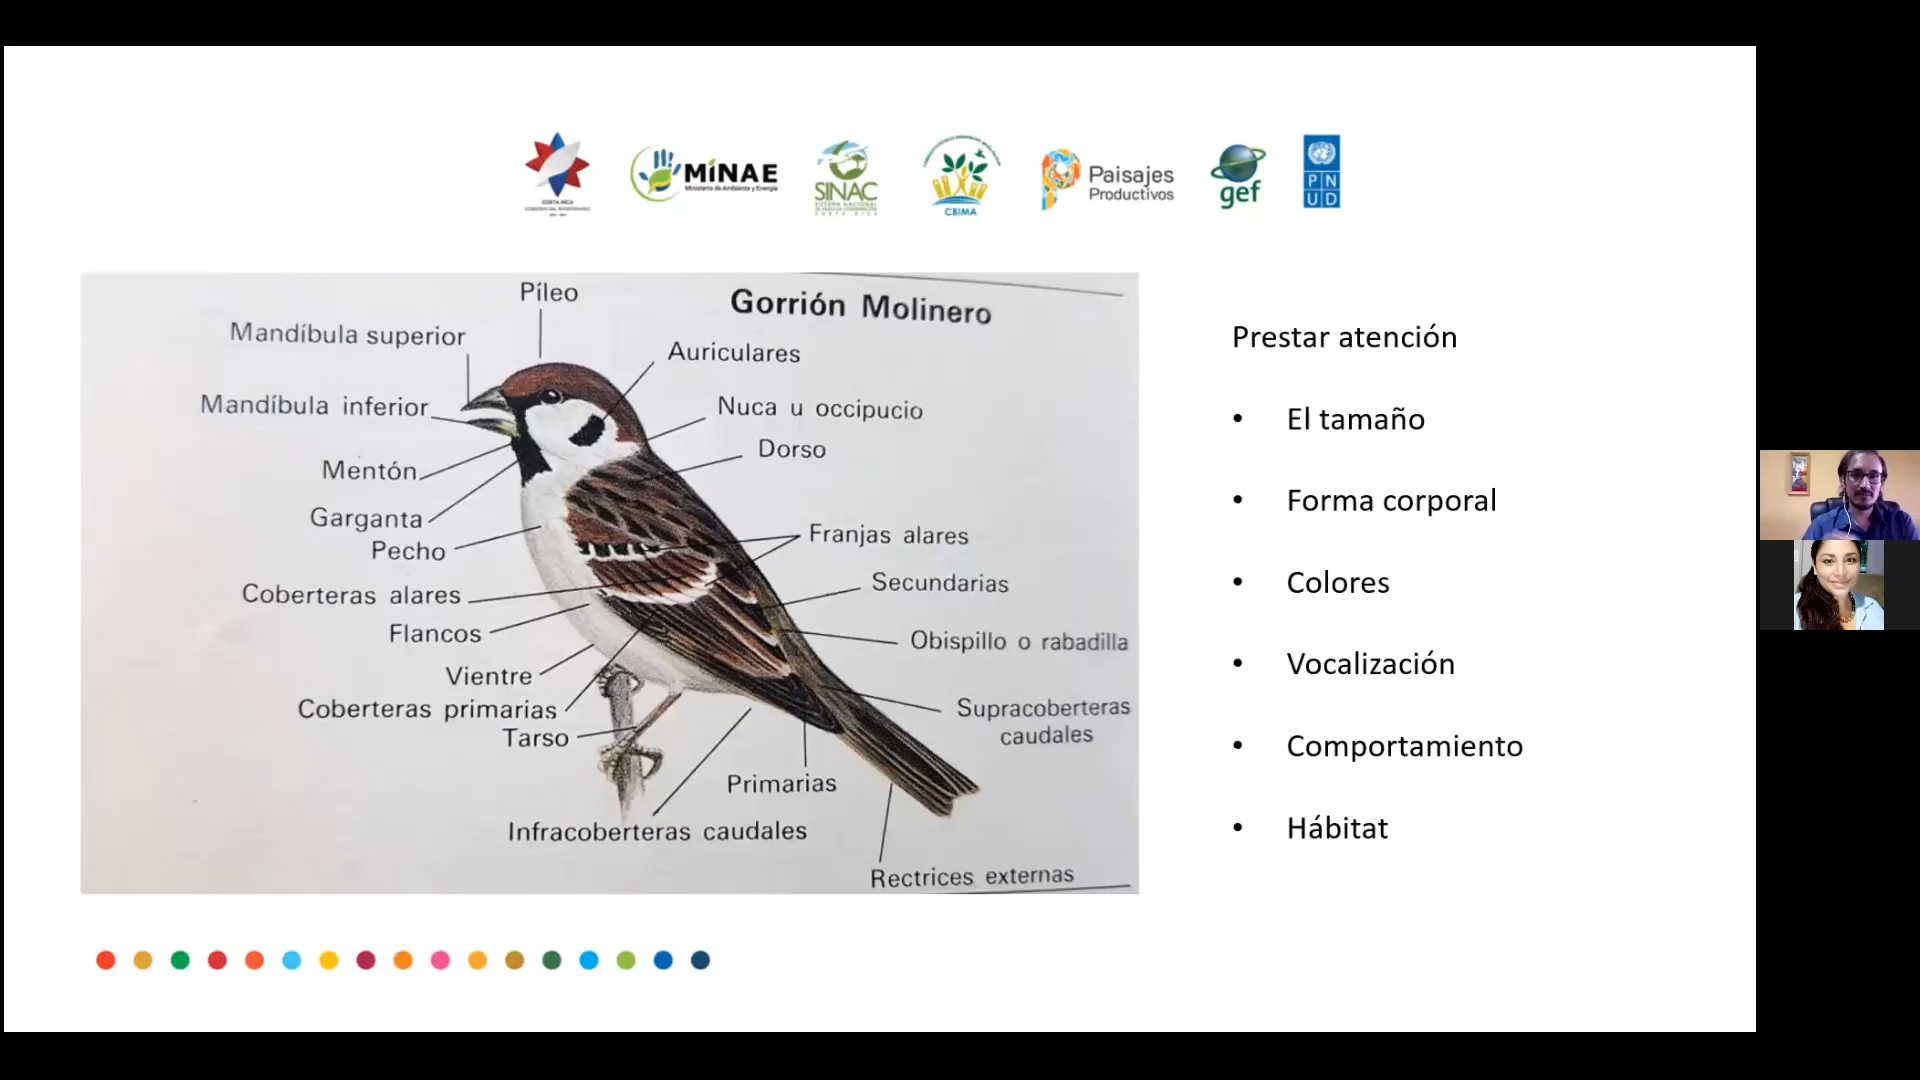 COSTA RICA
GOBIERNO DEL BICENTENARIO
MINAE
Ministerio de Ambiente y Energía
SINAC
SISTEMA NACIONAL
DE ÁREAS DE CONSERVACIÓN
COSTA RICA
CBIMA
Paisajes
Productivos
gef
P N
U D
Gorrión Molinero
Píleo
Mandíbula superior
Auriculares
Mandíbula inferior
Nuca u occipucio
Dorso
Mentón
Garganta
Pecho
Franjas alares
Coberteras alares
Secundarias
Flancos
Obispillo o rabadilla
Vientre
Coberteras primarias
Supracoberteras
caudales
Tarso
Primarias
Infracoberteras caudales
Rectrices externas
Prestar atención
• El tamaño
• Forma corporal
• Colores
• Vocalización
• Comportamiento
• Hábitat